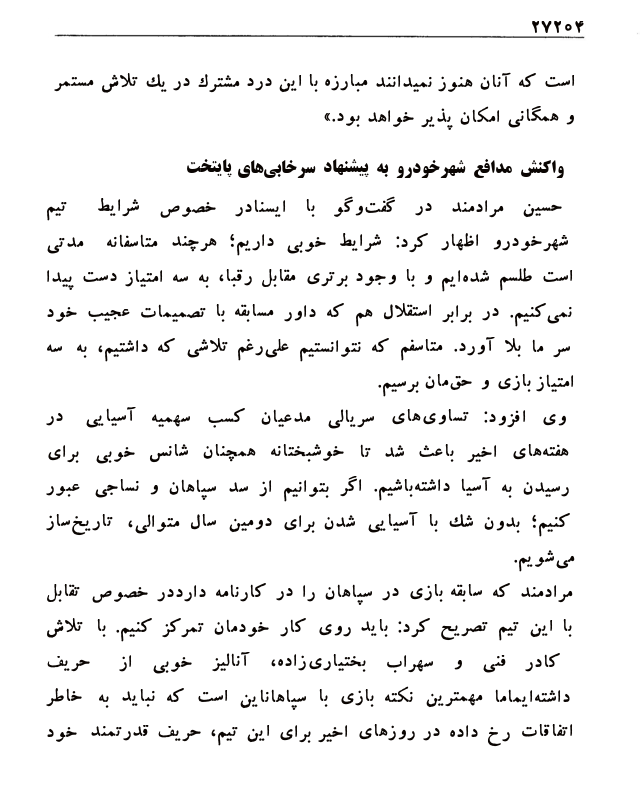 ۲۷۲۰۴
است که آنان هنوز نمیدانند مبارزه با این درد مشترك در يك تلاش مستمر
و همگانی امکان پذیر خواهد بود.»
واکنش مدافع شهرخودرو به پیشنهاد سرخابی‌های پایتخت
حسین مرادمند در گفت‌وگو با ایسنادر خصوص شرایط تیم
شهرخودرو اظهار کرد: شرایط خوبی داریم؛ هرچند متاسفانه مدتی
است طلسم شده‌ایم و با وجود برتری مقابل رقبا، به سه امتیاز دست پیدا
نمی‌کنیم. در برابر استقلال هم که داور مسابقه با تصمیمات عجیب خود
سر ما بلا آورد. متاسفم که نتوانستیم علی‌رغم تلاشی که داشتیم، به سه
امتیاز بازی و حق‌مان برسیم.
وی افزود: تساوی‌های سریالی مدعیان کسب سهمیه آسیایی در
هفته‌های اخیر باعث شد تا خوشبختانه همچنان شانس خوبی برای
رسیدن به آسیا داشته‌باشیم. اگر بتوانیم از سد سپاهان و نساجی عبور
کنیم؛ بدون شك با آسیایی شدن برای دومین سال متوالی، تاریخ‌ساز
می‌شویم.
مرادمند که سابقه بازی در سپاهان را در کارنامه دارددر خصوص تقابل
با این تیم تصریح کرد: باید روی کار خودمان تمرکز کنیم. با تلاش
کادر فنی و سهراب بختیاری‌زاده، آنالیز خوبی از حریف
داشته‌ایماما مهمترین نکته بازی با سپاهاناین است که نباید به خاطر
اتفاقات رخ داده در روزهای اخیر برای این تیم، حریف قدرتمند خود